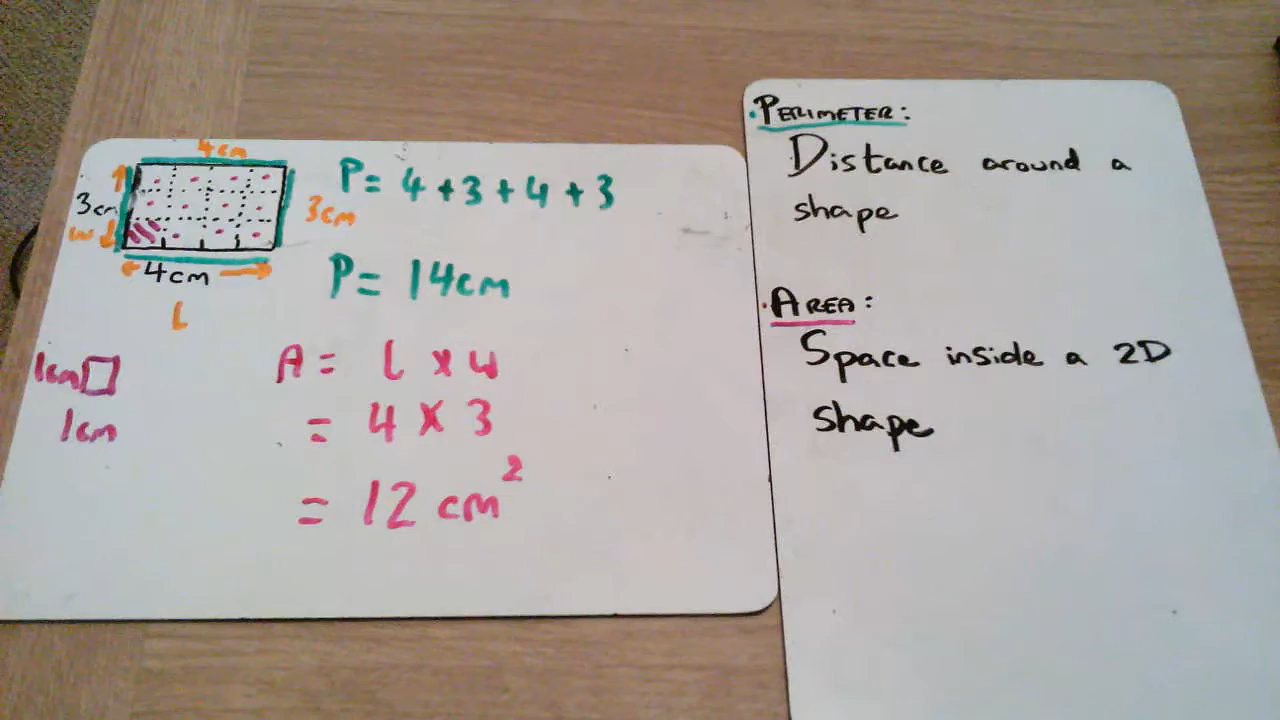 4cm
3cm
w
3cm
4cm
L
P= 4+3+4+3
P= 14cm
1cm
1cm
A= L x w
= 4 x 3
= 12 cm²
PERIMETER:
Distance around a
shape
AREA:
Space inside a 2D
shape